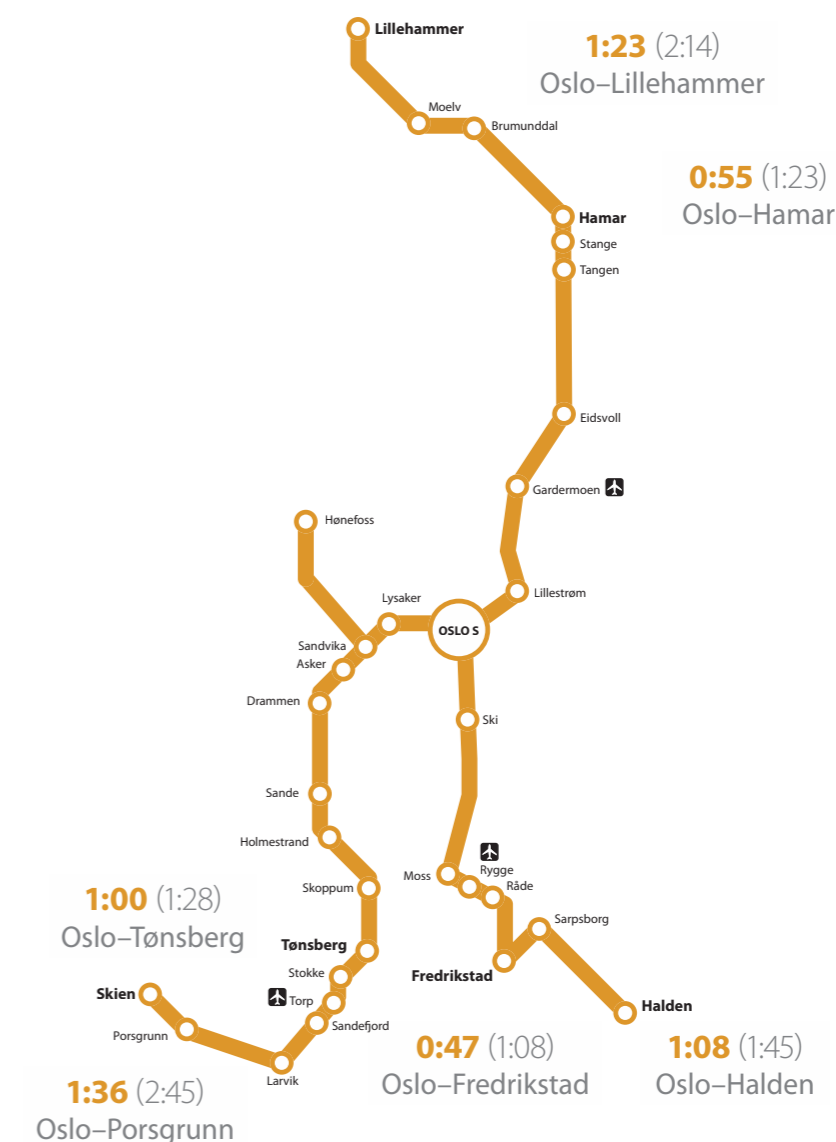 Lillehammer
1:23 (2:14)
Oslo–Lillehammer
Moelv
Brumunddal
0:55 (1:23)
Oslo–Hamar
Hamar
Stange
Tangen
Eidsvoll
Gardermoen
Hønefoss
Lillestrøm
Lysaker
OSLO S
Sandvika
Asker
Drammen
Ski
Sande
Holmestrand
Moss
Rygge
Råde
Skoppum
1:00 (1:28)
Oslo–Tønsberg
Sarpsborg
Tønsberg
Stokke
Fredrikstad
Skien
Torp
Halden
Sandefjord
Porsgrunn
0:47 (1:08)
Oslo–Fredrikstad
1:08 (1:45)
Oslo–Halden
Larvik
1:36 (2:45)
Oslo–Porsgrunn